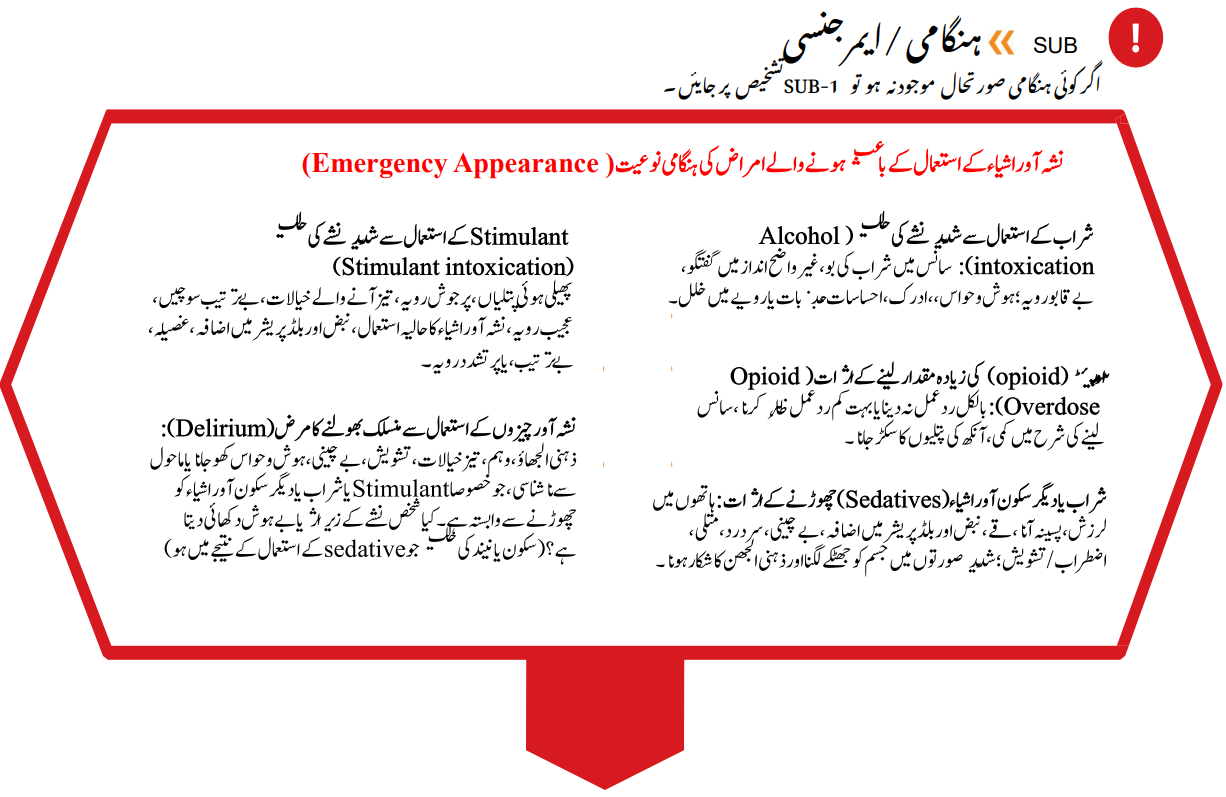 SUB » ہنگامی / ایمرجنسی
اگر کوئی ہنگامی صورتحال موجود نہ ہو تو SUB-1 تشخیص پر جایئں۔
نشہ آور اشیاء کے استعمال کے باعث ہونے والے امراض کی ہنگامی نوعیت (Emergency Appearance)
شراب کے استعمال سے شدید نشے کی حالت (Alcohol
intoxication): سانس میں شراب کی بو، غیر واضح انداز میں گفتگو،
بے قابو رویہ؛ ہوش و حواس،، ادرک، احساسات جذبات یا رویے میں خلل۔
(opioid) کی زیادہ مقدار لینے کے اثرات (Opioid
Overdose): بالکل ردعمل نہ دینا یا بہت کم ردعمل ظاہر کرنا، سانس
لینے کی شرح میں کمی، آنکھ کی پتلیوں کا سکڑ جانا۔
شراب یا دیگر سکون آور اشیاء (Sedatives) چھوڑنے کے اثرات: ہاتھوں میں
لرزش، پسینہ آنا، قے، نبض اور بلڈ پریشر میں اضافہ، بے چینی، سر درد، متلی،
اضطراب / تشویش؛ شدید صورتوں میں جسم کو جھٹکے لگنا اور ذہنی الجھن کا شکار ہونا۔
Stimulant کے استعمال سے شدید نشے کی حالت
(Stimulant intoxication)
پھیلی ہوئی پتلیاں، پرجوش رویہ، تیز آنے والے خیالات، بے ترتیب سوچیں،
عجیب رویہ، نشہ آور اشیاء کا حالیہ استعمال، نبض اور بلڈ پریشر میں اضافہ، غصیلہ،
بے ترتیب، یا پر تشدد رویہ۔
نشہ آور چیزوں کے استعمال سے منسلک بھولنے کا مرض (Delirium):
ذہنی الجھاؤ، وہم، تیز خیالات، تشویش، بے چینی، ہوش و حواس کھو جانا یا ماحول
سے نا شناسی، جو خصوصا Stimulant یا شراب یا دیگر سکون آور اشیاء کو
چھوڑنے سے وابستہ ہے۔ کیا شخص نشے کے زیر اثر یا بے ہوش دکھائی دیتا
ہے؟ (سکون یا نیند کی حالت جو sedative کے استعمال کے نتیجے میں ہو)